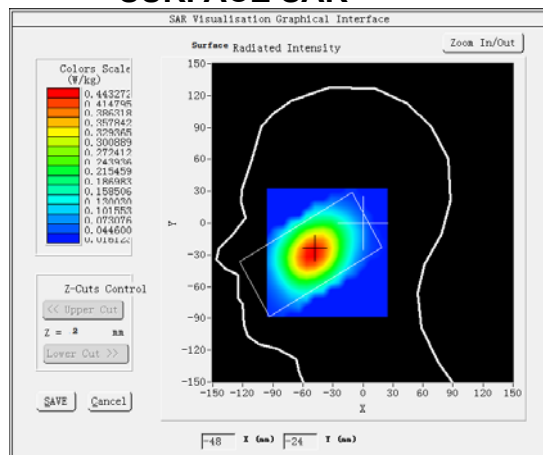 SURFACE SAR
SAR Visualisation Graphical Interface
Surface Radiated Intensity
Zoom In/Out
Colors Scale
(W/kg)
0.443272
0.414795
0.386318
0.357842
0.329365
0.300889
0.272412
0.243936
0.215459
0.186983
0.158506
0.130030
0.101553
0.073076
0.044600
0.016123
150
120
90
60
30
0
-30
-60
-90
-120
-150
Y
-150 -120 -90 -60 -30 0 30 60 90 120 150
X
Z-Cuts Control
<< Upper Cut
Z = 2 mm
Lower Cut >>
SAVE Cancel
-48 X (mm) -24 Y (mm)